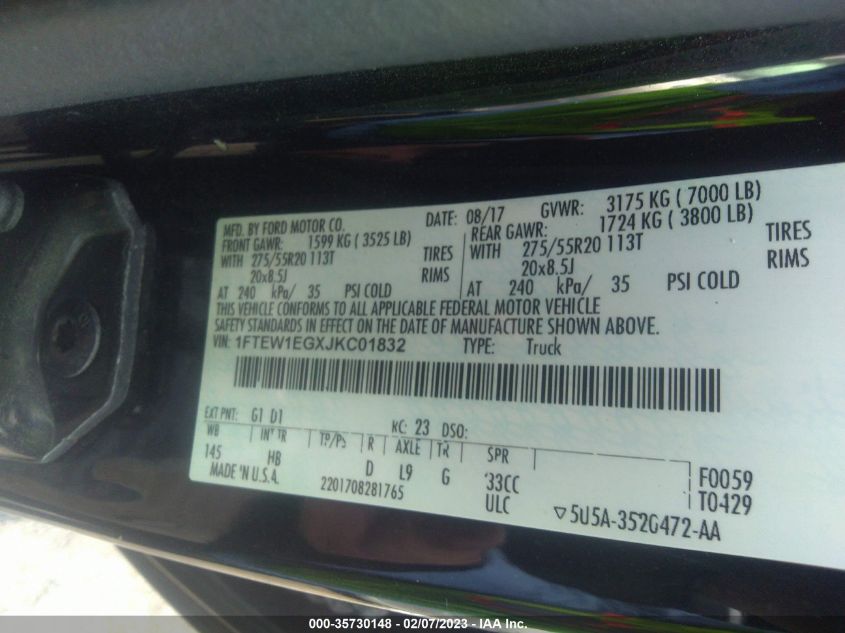 MFD. BY FORD MOTOR CO. DATE: 08/17 GVWR: 3175 KG ( 7000 LB)
FRONT GAWR: 1599 KG ( 3525 LB) REAR GAWR: 1724 KG ( 3800 LB)
WITH 275/55R20 113T TIRES WITH 275/55R20 113T TIRES
20x8.5J RIMS 20x8.5J RIMS
AT 240 kPa/ 35 PSI COLD AT 240 kPa/ 35 PSI COLD
THIS VEHICLE CONFORMS TO ALL APPLICABLE FEDERAL MOTOR VEHICLE
SAFETY STANDARDS IN EFFECT ON THE DATE OF MANUFACTURE SHOWN ABOVE.
VIN: 1FTEW1EGXJKC01832 TYPE: Truck
EXT PNT: G1 D1 KC: 23 DSO:
WB INT TR TP/PS R AXLE TR SPR
145 HB D L9 G 33CC F0059
MADE IN U.S.A. 2201708281765 ULC T0429
5U5A-3520472-AA
000-35730148 - 02/07/2023 - IAA Inc.